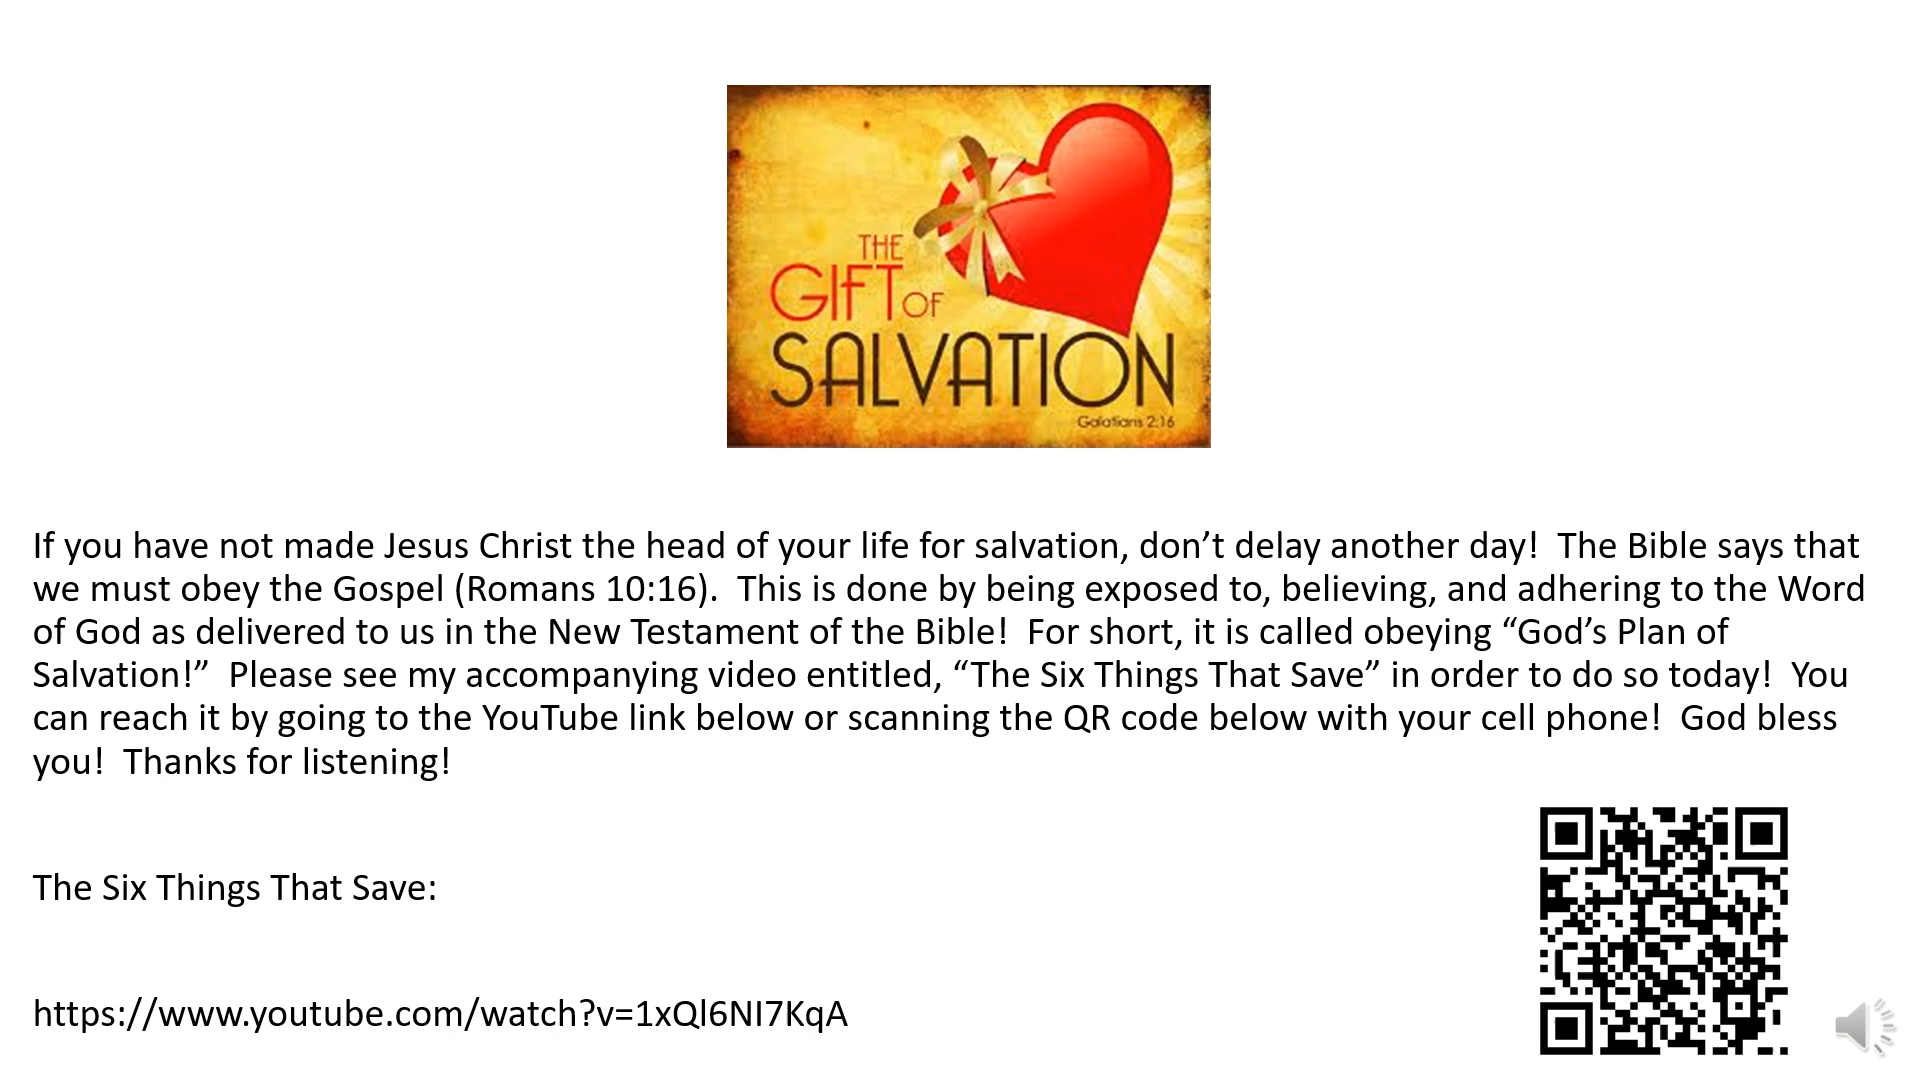 THE
GIFT OF
SALVATION
Galatians 2:16
If you have not made Jesus Christ the head of your life for salvation, don’t delay another day!  The Bible says that
we must obey the Gospel (Romans 10:16).  This is done by being exposed to, believing, and adhering to the Word
of God as delivered to us in the New Testament of the Bible!  For short, it is called obeying “God’s Plan of
Salvation!”  Please see my accompanying video entitled, “The Six Things That Save” in order to do so today!  You
can reach it by going to the YouTube link below or scanning the QR code below with your cell phone!  God bless
you!  Thanks for listening!
The Six Things That Save:
https://www.youtube.com/watch?v=1xQl6NI7KqA